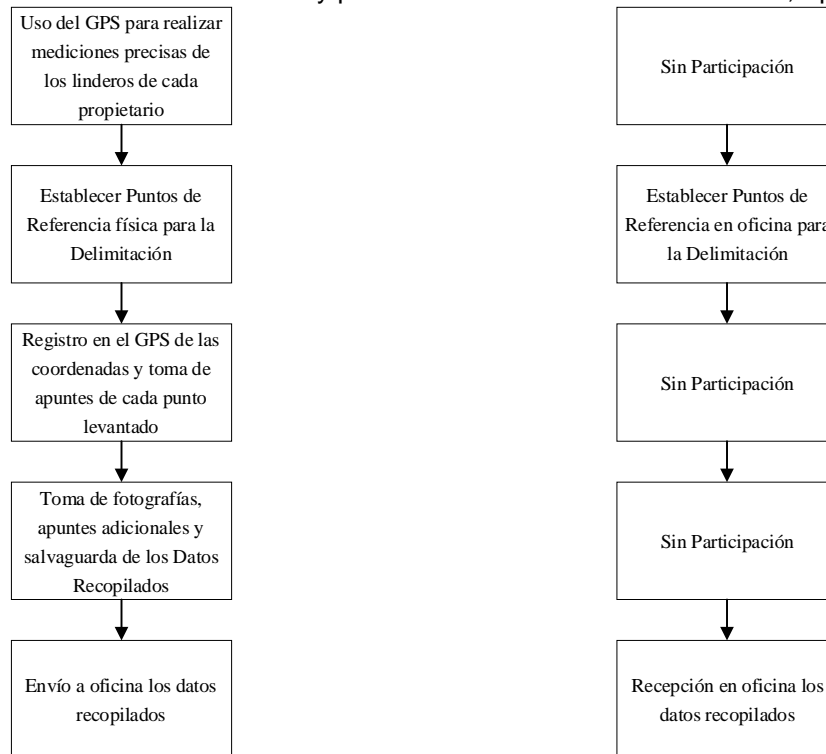 Uso del GPS para realizar
mediciones precisas de
los linderos de cada
propietario
Sin Participación
Establecer Puntos de
Referencia física para la
Delimitación
Establecer Puntos de
Referencia en oficina para
la Delimitación
Registro en el GPS de las
coordenadas y toma de
apuntes de cada punto
levantado
Sin Participación
Toma de fotografías,
apuntes adicionales y
salvaguarda de los Datos
Recopilados
Sin Participación
Envío a oficina los datos
recopilados
Recepción en oficina los
datos recopilados